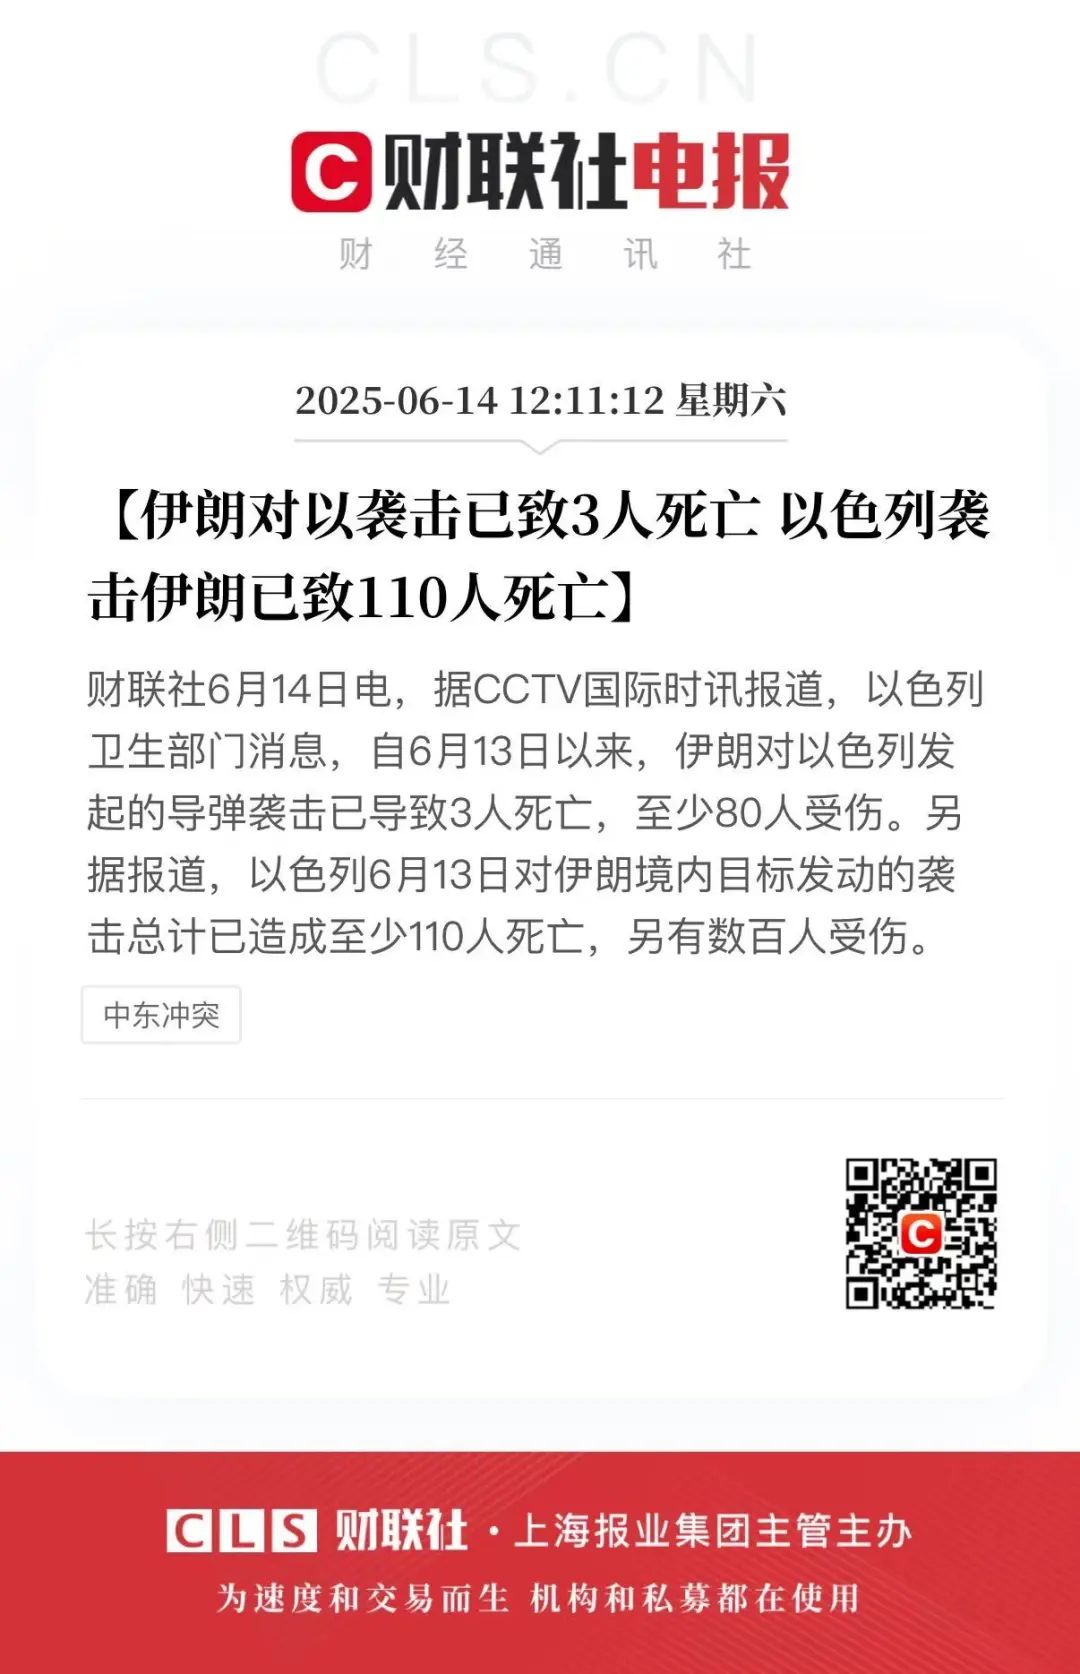 CLS.CN
C 财联社电报
财经通讯社
2025-06-14 12:11:12 星期六
【伊朗对以袭击已致3人死亡 以色列袭
击伊朗已致110人死亡】
财联社6月14日电，据CCTV国际时讯报道，以色列
卫生部门消息，自6月13日以来，伊朗对以色列发
起的导弹袭击已导致3人死亡，至少80人受伤。另
据报道，以色列6月13日对伊朗境内目标发动的袭
击总计已造成至少110人死亡，另有数百人受伤。
中东冲突
长按右侧二维码阅读原文
准确 快速 权威 专业
C
CLS 财联社·上海报业集团主管主办
为速度和交易而生 机构和私募都在使用